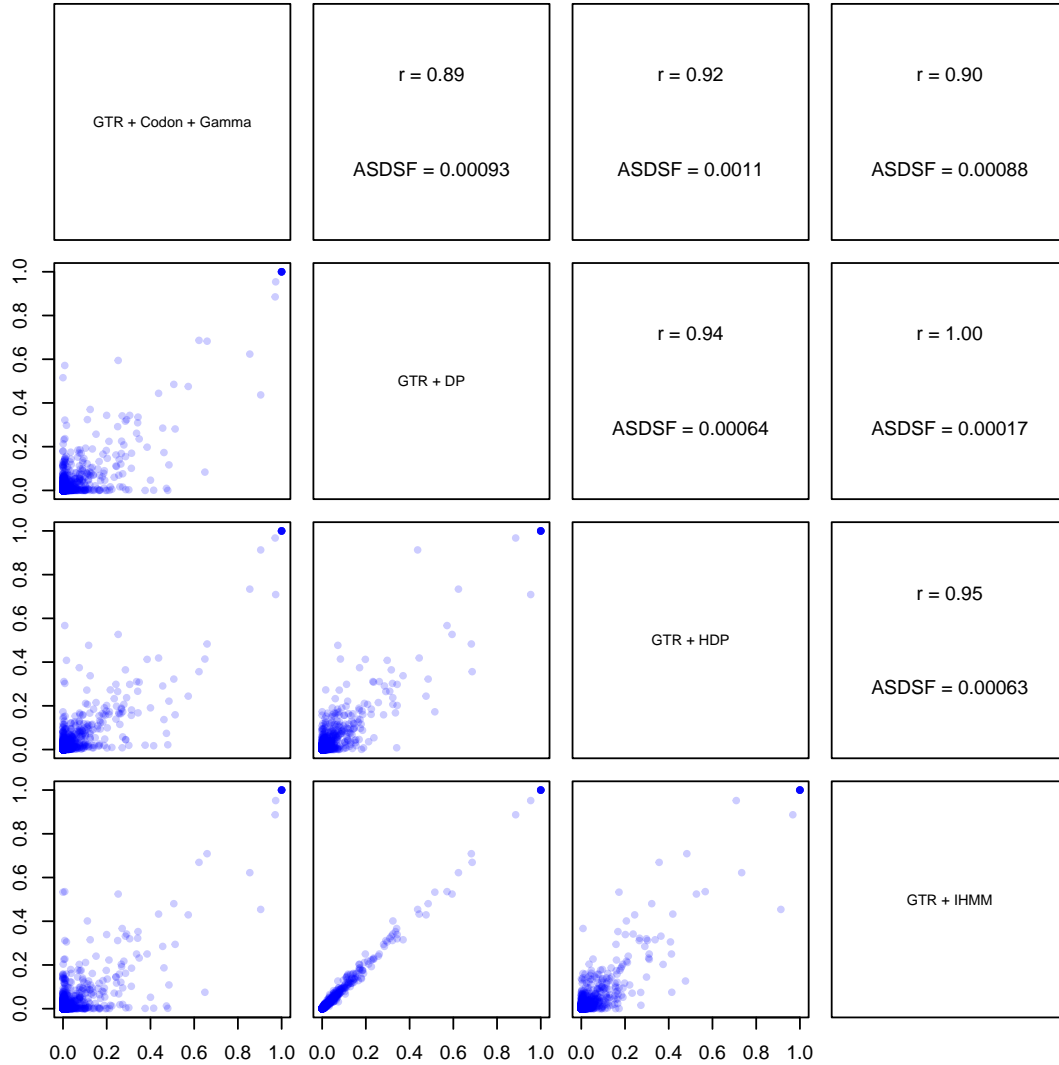 GTR + Codon + Gamma
r = 0.89
ASDSF = 0.00093
r = 0.92
ASDSF = 0.0011
r = 0.90
ASDSF = 0.00088
0.0 0.2 0.4 0.6 0.8 1.0
GTR + DP
r = 0.94
ASDSF = 0.00064
r = 1.00
ASDSF = 0.00017
0.0 0.2 0.4 0.6 0.8 1.0
GTR + HDP
r = 0.95
ASDSF = 0.00063
0.0 0.2 0.4 0.6 0.8 1.0
GTR + IHMM
0.0 0.2 0.4 0.6 0.8 1.0
0.0 0.2 0.4 0.6 0.8 1.0
0.0 0.2 0.4 0.6 0.8 1.0